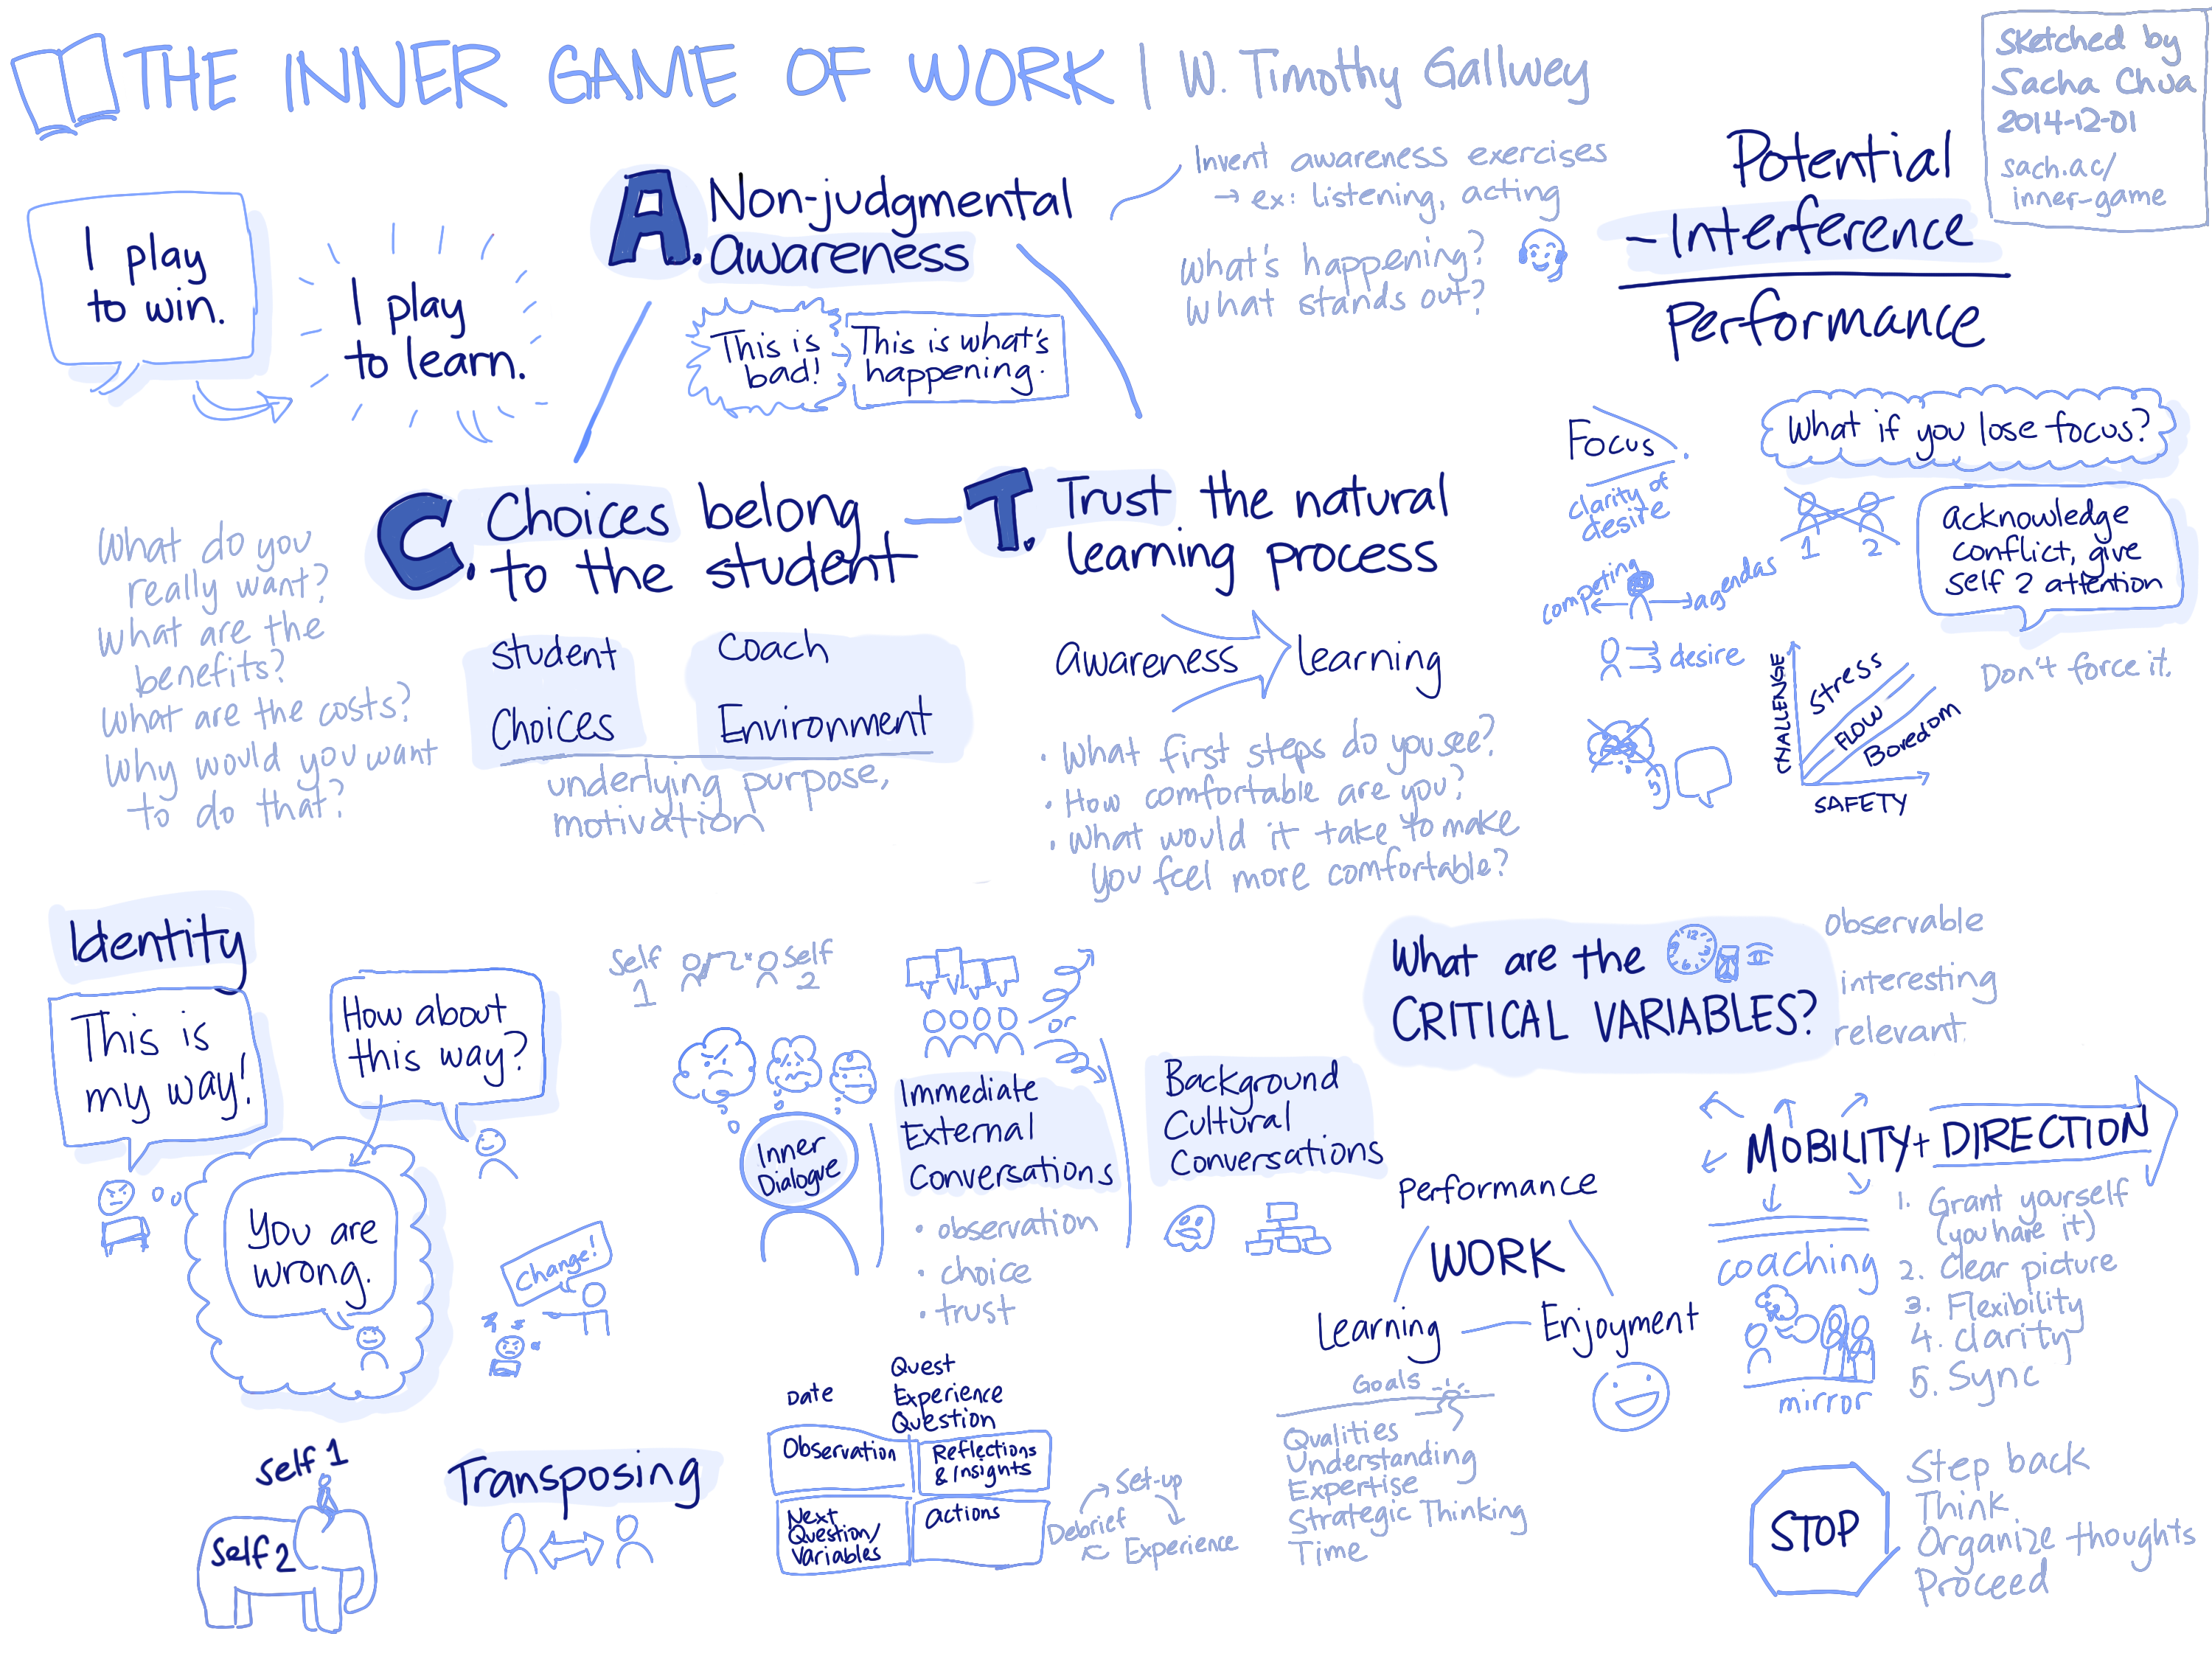 THE INNER GAME OF WORK | W. Timothy Gallwey
Sketched by
Sacha Chua
2014-12-01
sach.ac/
inner-game
I play
to win.
I play
to learn.
A. Non-judgmental
Awareness
This is
bad!
This is what's
happening.
Invent awareness exercises
→ ex: listening, acting
What's happening?
What stands out?
Potential
- Interference
Performance
C. Choices belong
to the student
What do you
really want?
What are the
benefits?
What are the costs?
Why would you want
to do that?
Student
Coach
Choices
Environment
underlying purpose,
motivation
T. Trust the natural
learning process
Awareness
learning
• What first steps do you see?
• How comfortable are you?
• What would it take to make
you feel more comfortable?
Focus
clarity of
desire
competing
agendas
desire
What if you lose focus?
1 2
acknowledge
conflict, give
self 2 attention
Don't force it.
CHALLENGE
Stress
FLOW
Boredom
SAFETY
Identity
This is
my way!
How about
this way?
You are
wrong.
Change!
Self
1
Self
2
Inner
Dialogue
or
Immediate
External
Conversations
• observation
• choice
• trust
Background
Cultural
Conversations
What are the
CRITICAL VARIABLES?
Observable
interesting
relevant.
Performance
WORK
Learning
Enjoyment
Goals
Qualities
Understanding
Expertise
Strategic Thinking
Time
MOBILITY + DIRECTION
coaching
mirror
1. Grant yourself
(you have it)
2. Clear picture
3. Flexibility
4. clarity
5. Sync
Self 1
Self 2
Transposing
Date
Quest
Experience
Question
Observation
Reflections
& Insights
Next
Question/
Variables
Actions
Set-up
Debrief
Experience
STOP
Step back
Think
Organize thoughts
Proceed